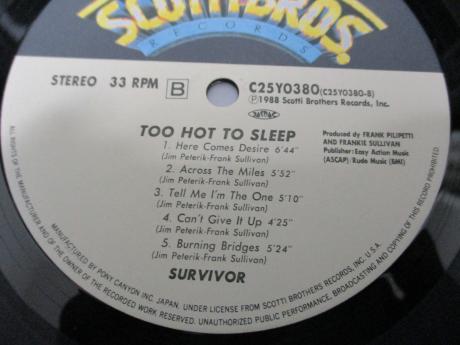 SCOTTI BROS.
RECORDS
STEREO 33 RPM B C25Y0380(C25Y0380-B)
Ⓟ1988 Scotti Brothers Records, Inc.
JASRAC
TOO HOT TO SLEEP
1. Here Comes Desire 6'44"
(Jim Peterik-Frank Sullivan)
2. Across The Miles 5'52"
(Jim Peterik-Frank Sullivan)
3. Tell Me I'm The One 5'10"
(Jim Peterik-Frank Sullivan)
4. Can't Give It Up 4'25"
(Jim Peterik-Frank Sullivan)
5. Burning Bridges 5'24"
(Jim Peterik-Frank Sullivan)
SURVIVOR
Produced by FRANK PILIPETTI
AND FRANKIE SULLIVAN
Publisher: Easy Action Music
(ASCAP)/Rude Music (BMI)
MANUFACTURED BY PONY CANYON INC. JAPAN, UNDER LICENSE FROM SCOTTI BROTHERS RECORDS, INC., U.S.A.
ALL RIGHTS OF THE MANUFACTURER AND OF THE OWNER OF THE RECORDED WORK RESERVED. UNAUTHORIZED PUBLIC PERFORMANCE, BROADCASTING AND COPYING OF THIS RECORD PROHIBITED